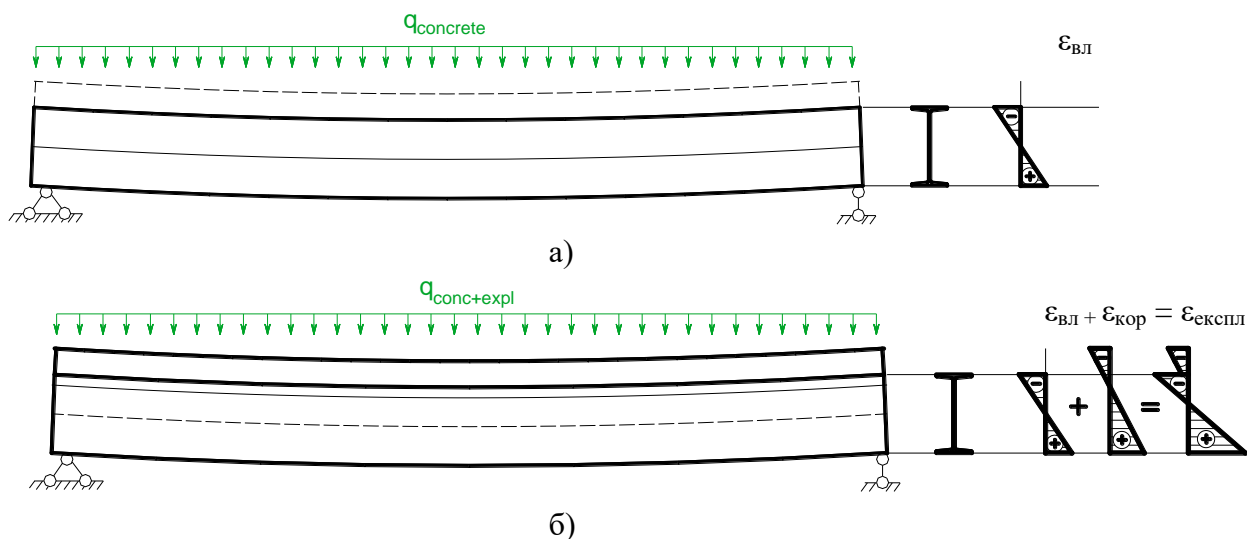 q_concrete
ε_вл
а)
q_conc+expl
ε_вл + ε_кор = ε_експл
+ =
б)